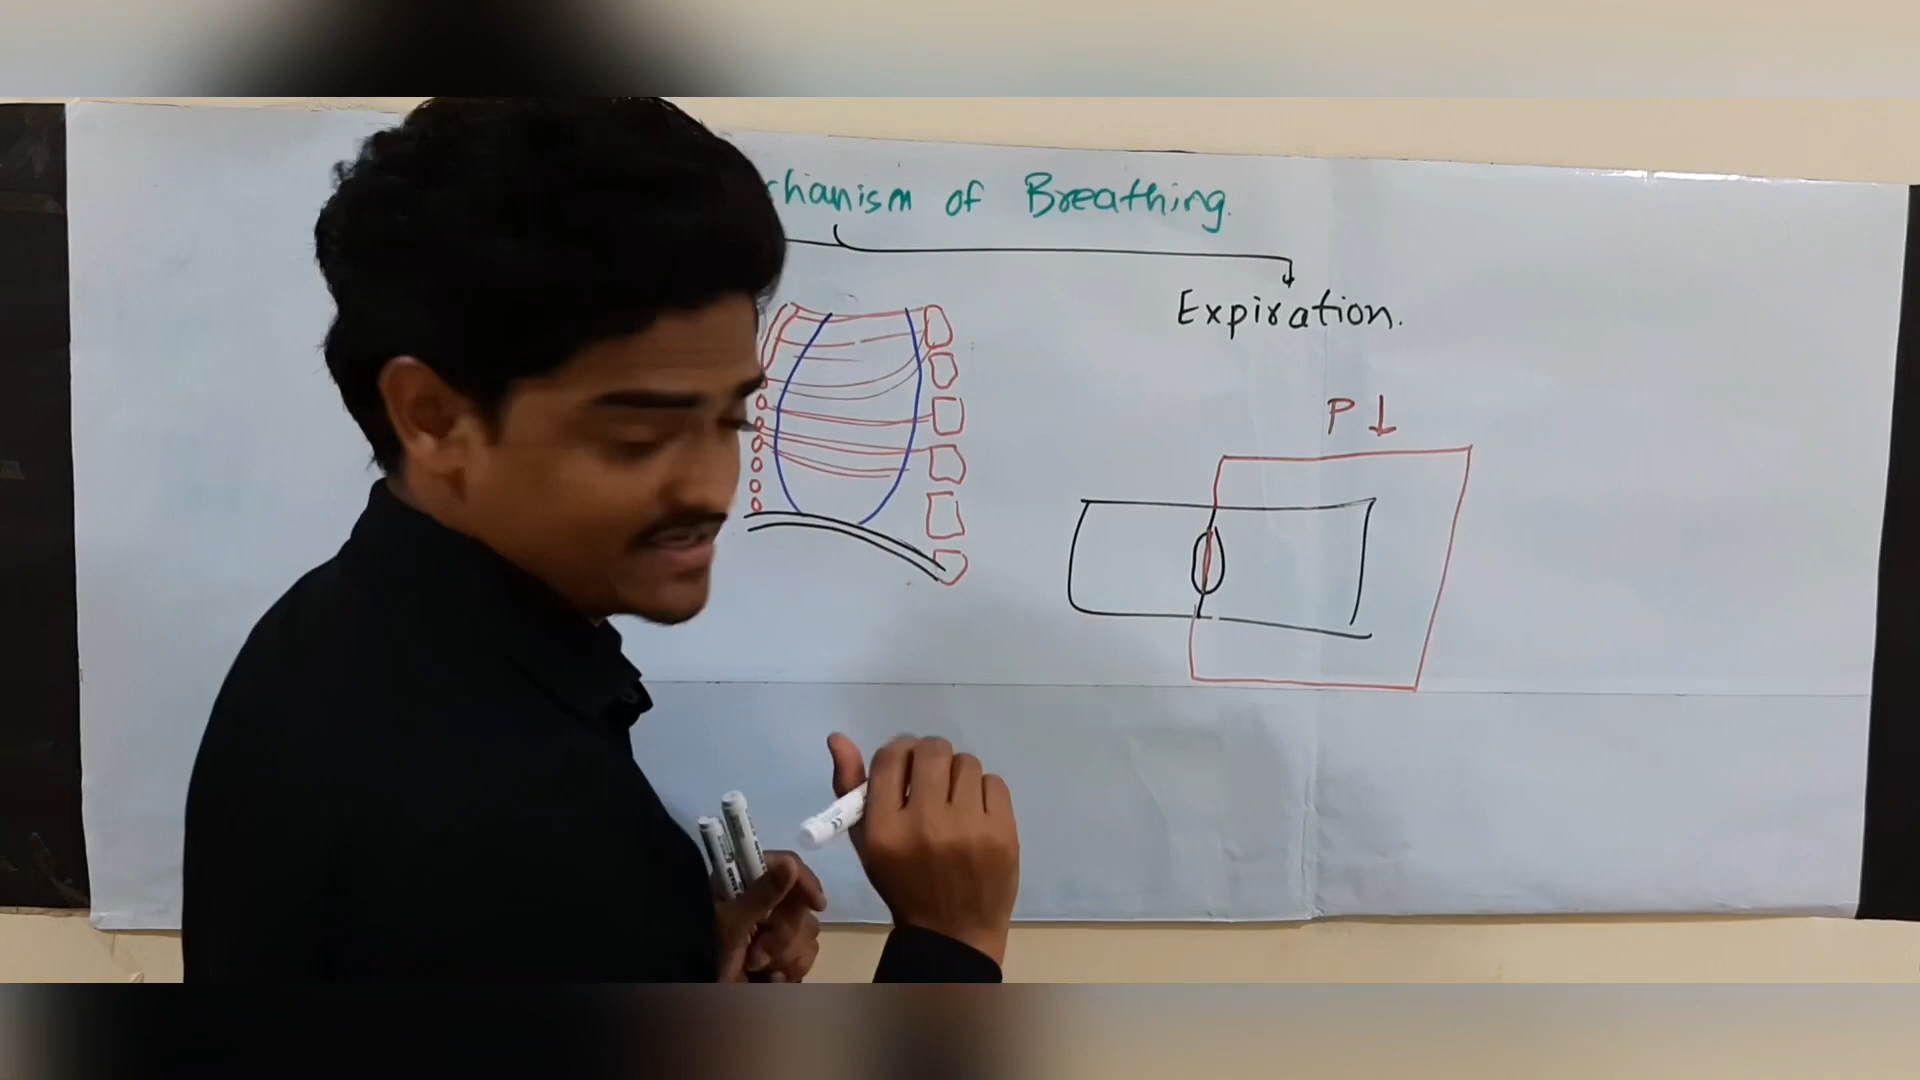 chanism of Breathing.
Expiration.
P ↓